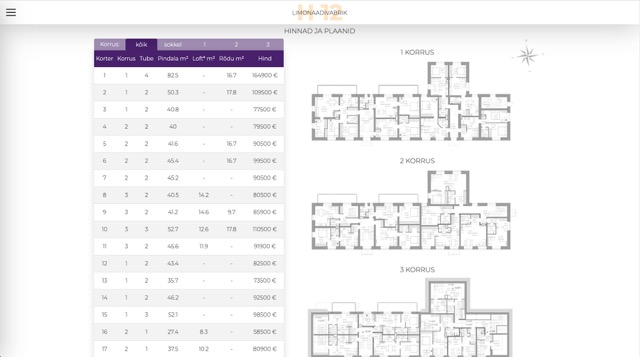 H-12
LIMONAADIVABRIK
HINNAD JA PLAANID
Korrus: kõik sokkel 1 2 3
Korter Korrus Tube Pindala m² Loft* m² Rõdu m² Hind
1 1 4 82.5 - 16.7 164900 €
2 1 2 50.3 - 17.8 109500 €
3 1 2 40.8 - - 77500 €
4 2 2 40 - - 79500 €
5 2 2 41.6 - 16.7 90500 €
6 2 2 45.4 - 16.7 99500 €
7 2 2 45.2 - - 90500 €
8 3 2 40.5 14.2 - 80500 €
9 3 2 41.2 14.6 9.7 85900 €
10 3 3 52.7 12.6 17.8 110500 €
11 3 2 45.6 11.9 - 91900 €
12 1 2 43.4 - - 82500 €
13 1 2 35.7 - - 73500 €
14 1 2 46.2 - - 92500 €
15 1 3 52.1 - - 98500 €
16 2 1 27.4 8.3 - 58500 €
17 2 2 37.5 10.2 - 80900 €
1 KORRUS
2 KORRUS
3 KORRUS